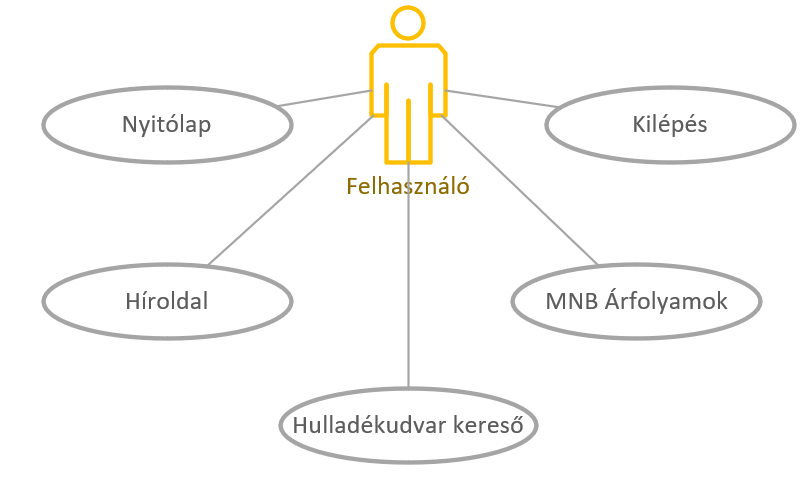 Nyitólap
Kilépés
Felhasználó
Híroldal
MNB Árfolyamok
Hulladékudvar kereső